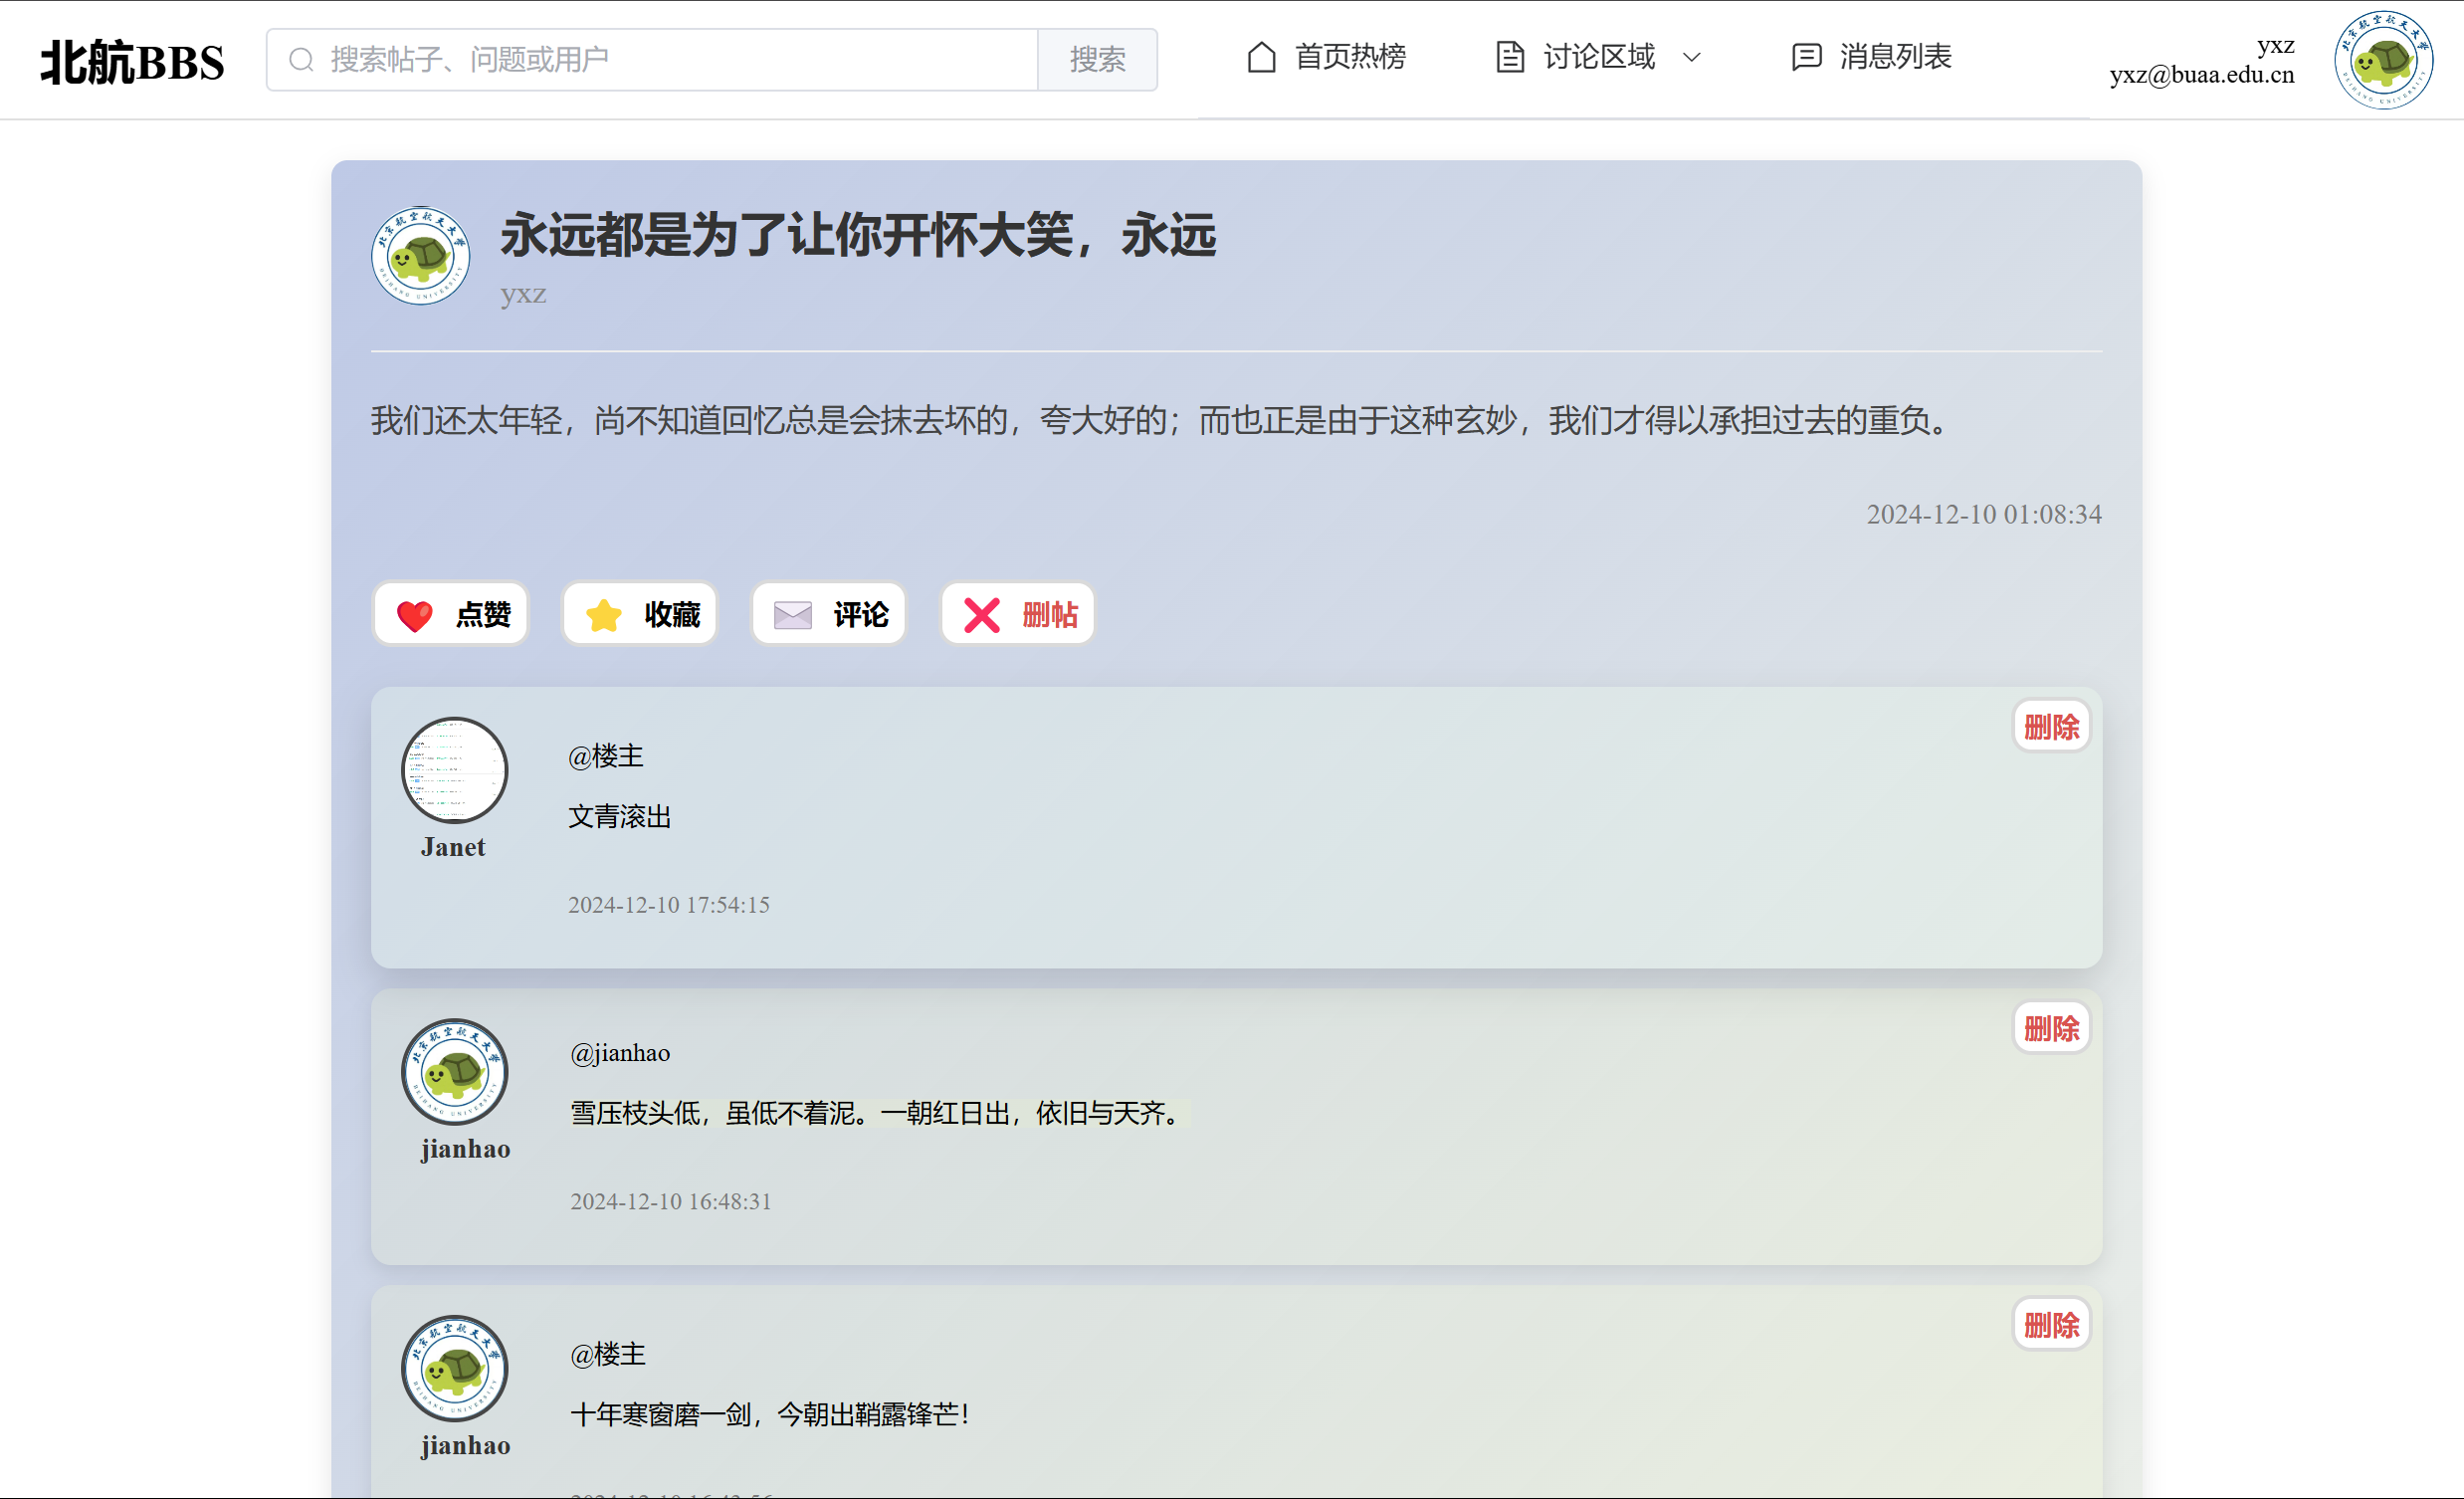 北航BBS
搜索帖子、问题或用户
搜索
首页热榜
讨论区域
消息列表
yxz
yxz@buaa.edu.cn
永远都是为了让你开怀大笑，永远
yxz
我们还太年轻，尚不知道回忆总是会抹去坏的，夸大好的；而也正是由于这种玄妙，我们才得以承担过去的重负。
2024-12-10 01:08:34
点赞
收藏
评论
删帖
删除
@楼主
文青滚出
Janet
2024-12-10 17:54:15
删除
@jianhao
雪压枝头低，虽低不着泥。一朝红日出，依旧与天齐。
jianhao
2024-12-10 16:48:31
删除
@楼主
十年寒窗磨一剑，今朝出鞘露锋芒！
jianhao